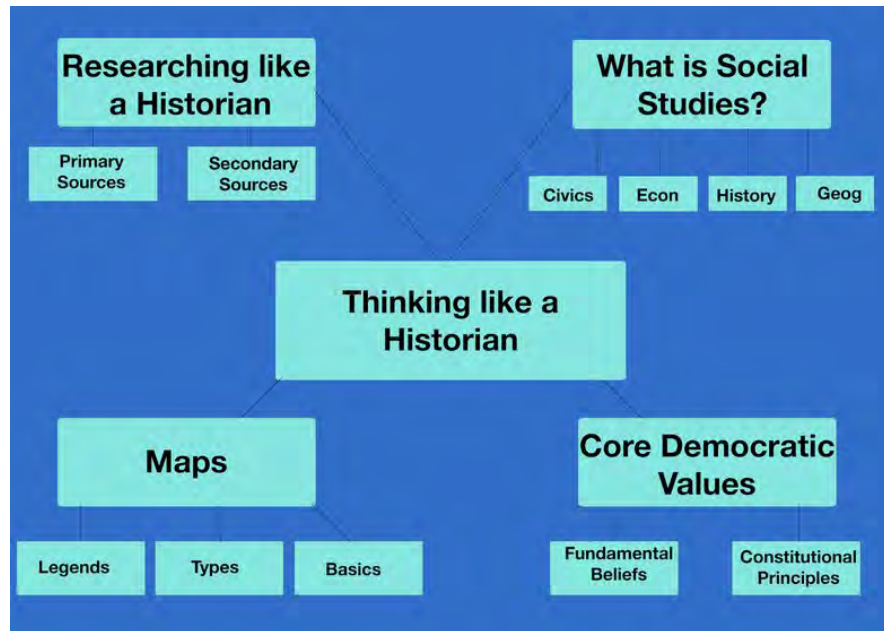 Researching like
a Historian
What is Social
Studies?
Primary
Sources
Secondary
Sources
Civics
Econ
History
Geog
Thinking like a
Historian
Maps
Core Democratic
Values
Legends
Types
Basics
Fundamental
Beliefs
Constitutional
Principles